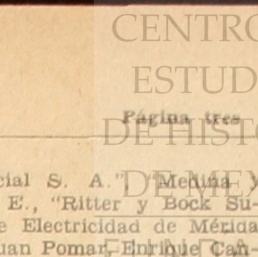 CENTRO
ESTUD
Página tres
DE HIST
cial S. A.", "Medina y
DE MEX
E., "Ritter y Bock Su-
e Electricidad de Mérida
uan Pomar, Enrique Can-